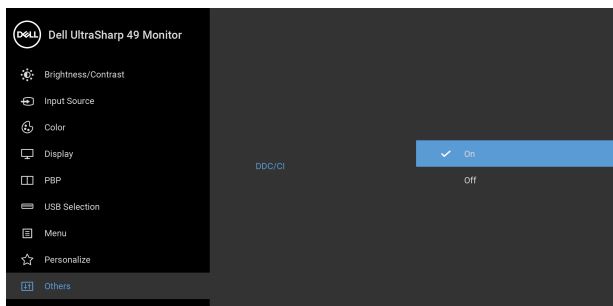 DELL Dell UltraSharp 49 Monitor
Brightness/Contrast
Input Source
Color
Display
PBP
USB Selection
Menu
Personalize
Others
DDC/CI
On
Off